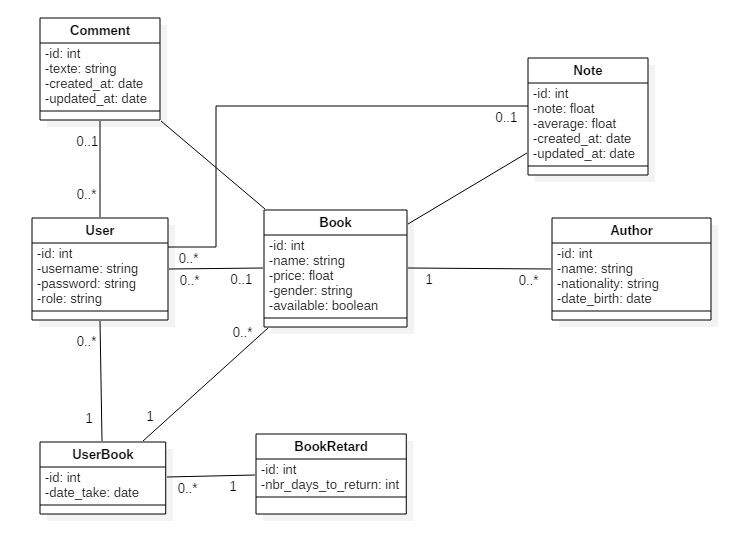 Comment
-id: int
-texte: string
-created_at: date
-updated_at: date
Note
-id: int
-note: float
-average: float
-created_at: date
-updated_at: date
0..1
0..1
0..*
User
-id: int
-username: string
-password: string
-role: string
0..*
0..*
0..1
Book
-id: int
-name: string
-price: float
-gender: string
-available: boolean
1
0..*
Author
-id: int
-name: string
-nationality: string
-date_birth: date
0..*
0..*
1
1
UserBook
-id: int
-date_take: date
0..*
1
BookRetard
-id: int
-nbr_days_to_return: int